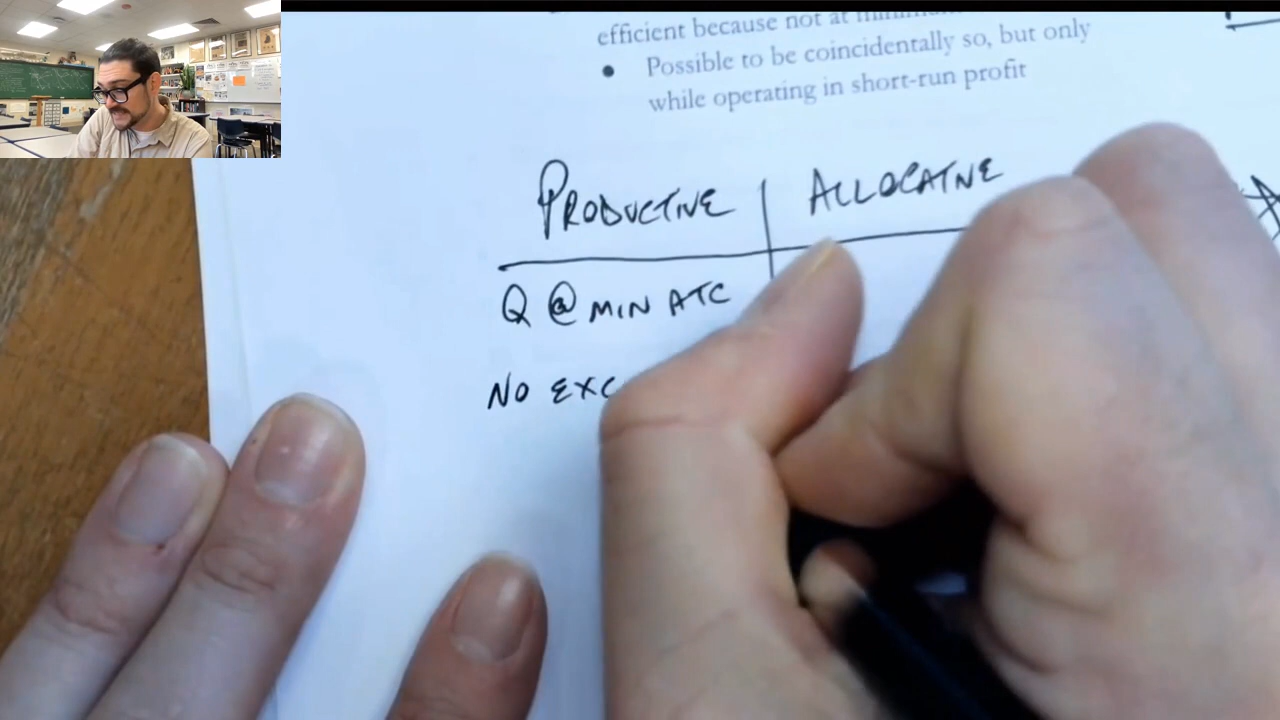 efficient because not at
• Possible to be coincidentally so, but only
while operating in short-run profit
PRODUCTIVE | ALLOCATIVE
Q @ MIN ATC
NO EXC